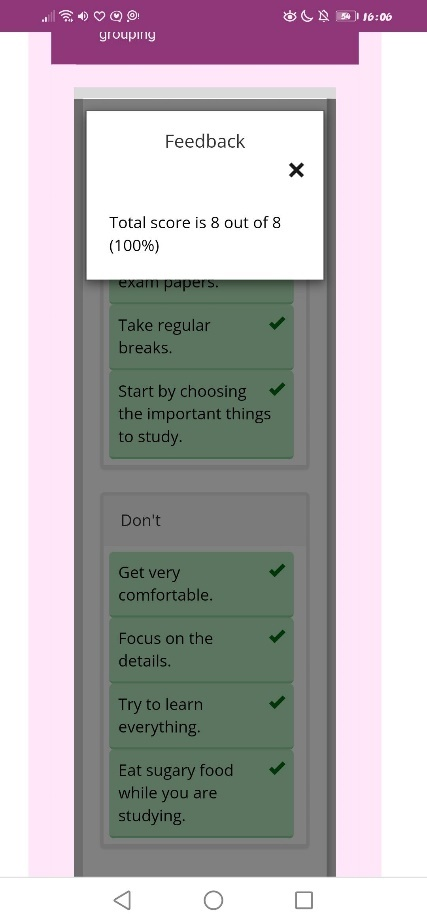 54 16:06
grouping
Feedback
Total score is 8 out of 8
(100%)
exam papers.
Take regular
breaks.
Start by choosing
the important things
to study.
Don't
Get very
comfortable.
Focus on the
details.
Try to learn
everything.
Eat sugary food
while you are
studying.